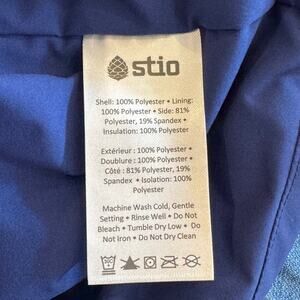 stio
Shell: 100% Polyester • Lining:
100% Polyester • Side: 81%
Polyester, 19% Spandex •
Insulation: 100% Polyester
Extérieur : 100% Polyester •
Doublure : 100% Polyester •
Côté : 81% Polyester, 19%
Spandex • Isolation: 100%
Polyester
Machine Wash Cold, Gentle
Setting • Rinse Well • Do Not
Bleach • Tumble Dry Low • Do
Not Iron • Do Not Dry Clean